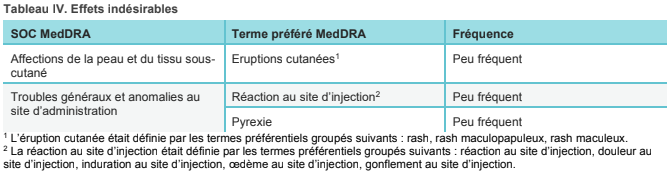 Tableau IV. Effets indésirables
SOC MedDRA Terme préféré MedDRA Fréquence
Affections de la peau et du tissu sous-cutané Eruptions cutanées¹ Peu fréquent
Troubles généraux et anomalies au site d'administration Réaction au site d'injection² Peu fréquent
Pyrexie Peu fréquent
¹ L'éruption cutanée était définie par les termes préférentiels groupés suivants : rash, rash maculopapuleux, rash maculeux.
² La réaction au site d'injection était définie par les termes préférentiels groupés suivants : réaction au site d'injection, douleur au
site d'injection, induration au site d'injection, œdème au site d'injection, gonflement au site d'injection.